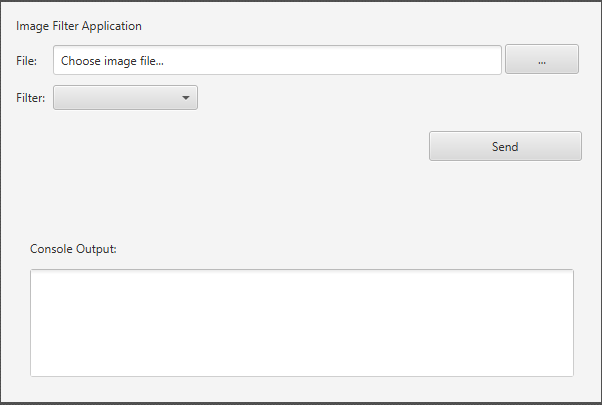 Image Filter Application
File: Choose image file... ...
Filter:
Send
Console Output: